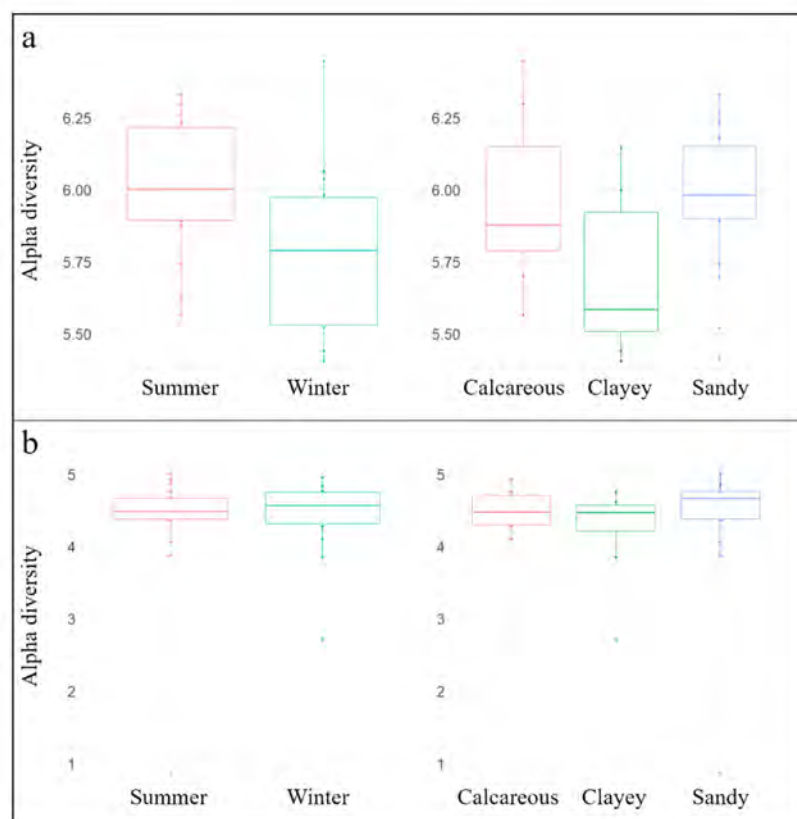 a
Alpha diversity
6.25
6.00
5.75
5.50
Summer Winter
6.25
6.00
5.75
5.50
Calcareous Clayey Sandy
b
Alpha diversity
5
4
3
2
1
Summer Winter
5
4
3
2
1
Calcareous Clayey Sandy